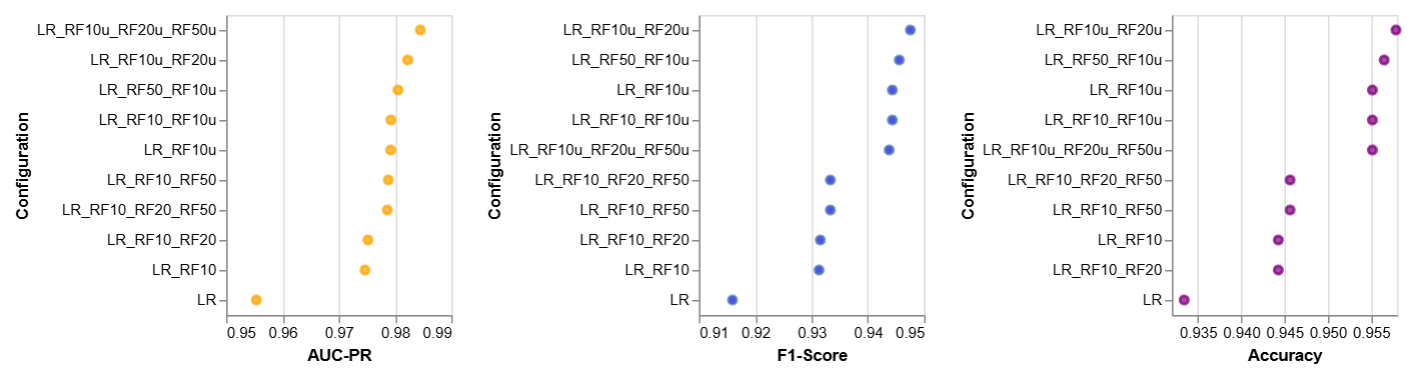 Configuration
LR_RF10u_RF20u_RF50u
LR_RF10u_RF20u
LR_RF50_RF10u
LR_RF10_RF10u
LR_RF10u
LR_RF10_RF50
LR_RF10_RF20_RF50
LR_RF10_RF20
LR_RF10
LR
0.95 0.96 0.97 0.98 0.99
AUC-PR
Configuration
LR_RF10u_RF20u
LR_RF50_RF10u
LR_RF10u
LR_RF10_RF10u
LR_RF10u_RF20u_RF50u
LR_RF10_RF20_RF50
LR_RF10_RF50
LR_RF10_RF20
LR_RF10
LR
0.91 0.92 0.93 0.94 0.95
F1-Score
Configuration
LR_RF10u_RF20u
LR_RF50_RF10u
LR_RF10u
LR_RF10_RF10u
LR_RF10u_RF20u_RF50u
LR_RF10_RF20_RF50
LR_RF10_RF50
LR_RF10
LR_RF10_RF20
LR
0.935 0.940 0.945 0.950 0.955
Accuracy